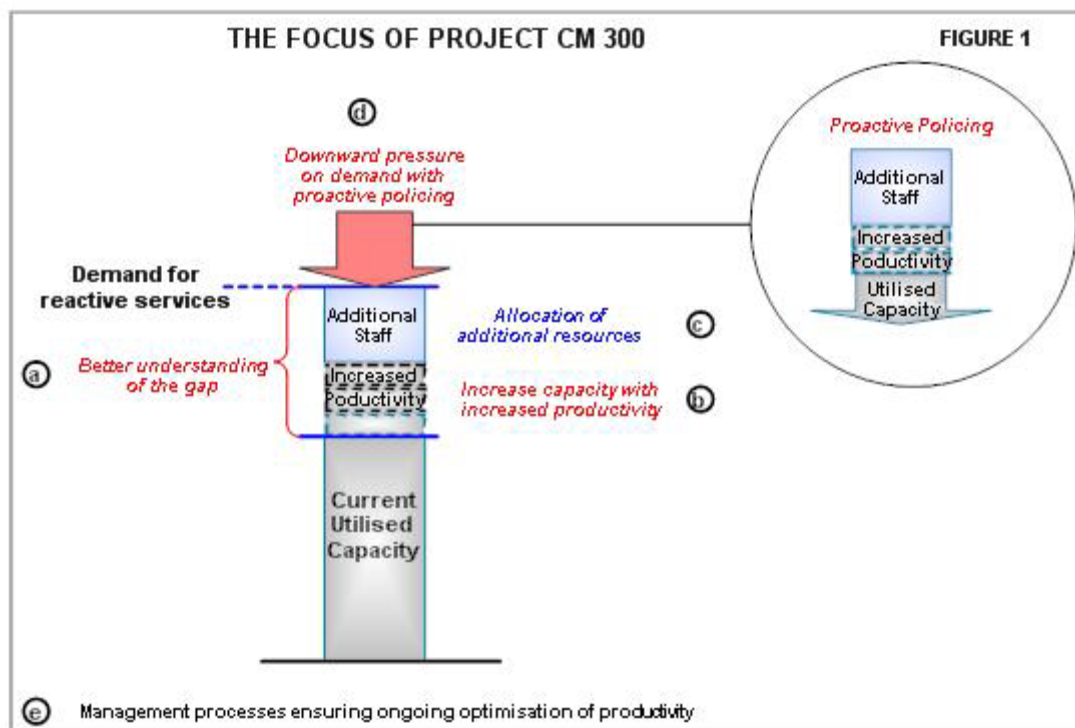 THE FOCUS OF PROJECT CM 300
FIGURE 1
d
Downward pressure
on demand with
proactive policing
Proactive Policing
Additional
Staff
Increased
Poductivity
Utilised
Capacity
Demand for
reactive services
Additional
Staff
Allocation of
additional resources
c
a
Better understanding
of the gap
Increased
Poductivity
Increase capacity with
increased productivity
b
Current
Utilised
Capacity
e
Management processes ensuring ongoing optimisation of productivity